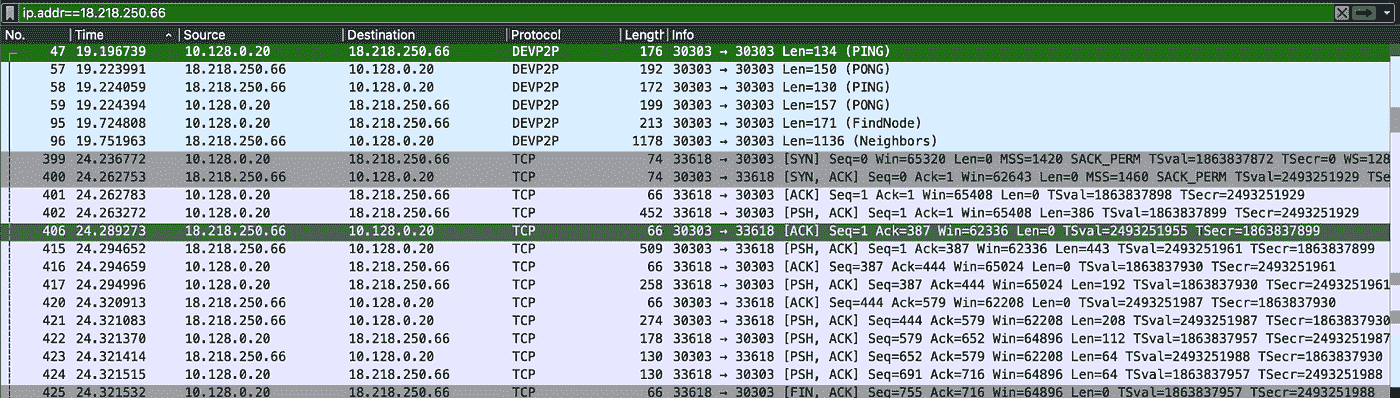 ip.addr==18.218.250.66
No. Time Source Destination Protocol Length Info
47 19.196739 10.128.0.20 18.218.250.66 DEVP2P 176 30303 → 30303 Len=134 (PING)
57 19.223991 18.218.250.66 10.128.0.20 DEVP2P 192 30303 → 30303 Len=150 (PONG)
58 19.224059 18.218.250.66 10.128.0.20 DEVP2P 172 30303 → 30303 Len=130 (PING)
59 19.224394 10.128.0.20 18.218.250.66 DEVP2P 199 30303 → 30303 Len=157 (PONG)
95 19.724808 10.128.0.20 18.218.250.66 DEVP2P 213 30303 → 30303 Len=171 (FindNode)
96 19.751963 18.218.250.66 10.128.0.20 DEVP2P 1178 30303 → 30303 Len=1136 (Neighbors)
399 24.236772 10.128.0.20 18.218.250.66 TCP 74 33618 → 30303 [SYN] Seq=0 Win=65320 Len=0 MSS=1420 SACK_PERM TSval=1863837872 TSecr=0 WS=128
400 24.262753 18.218.250.66 10.128.0.20 TCP 74 30303 → 33618 [SYN, ACK] Seq=0 Ack=1 Win=62643 Len=0 MSS=1460 SACK_PERM TSval=2493251929 TSe
401 24.262783 10.128.0.20 18.218.250.66 TCP 66 33618 → 30303 [ACK] Seq=1 Ack=1 Win=65408 Len=0 TSval=1863837898 TSecr=2493251929
402 24.263272 10.128.0.20 18.218.250.66 TCP 452 33618 → 30303 [PSH, ACK] Seq=1 Ack=1 Win=65408 Len=386 TSval=1863837899 TSecr=2493251929
406 24.289273 18.218.250.66 10.128.0.20 TCP 66 30303 → 33618 [ACK] Seq=1 Ack=387 Win=62336 Len=0 TSval=2493251955 TSecr=1863837899
415 24.294652 18.218.250.66 10.128.0.20 TCP 509 30303 → 33618 [PSH, ACK] Seq=1 Ack=387 Win=62336 Len=443 TSval=2493251961 TSecr=1863837899
416 24.294659 10.128.0.20 18.218.250.66 TCP 66 33618 → 30303 [ACK] Seq=387 Ack=444 Win=65024 Len=0 TSval=1863837930 TSecr=2493251961
417 24.294996 10.128.0.20 18.218.250.66 TCP 258 33618 → 30303 [PSH, ACK] Seq=387 Ack=444 Win=65024 Len=192 TSval=1863837930 TSecr=2493251961
420 24.320913 18.218.250.66 10.128.0.20 TCP 66 30303 → 33618 [ACK] Seq=444 Ack=579 Win=62208 Len=0 TSval=2493251987 TSecr=1863837930
421 24.321083 18.218.250.66 10.128.0.20 TCP 274 30303 → 33618 [PSH, ACK] Seq=444 Ack=579 Win=62208 Len=208 TSval=2493251987 TSecr=1863837930
422 24.321370 10.128.0.20 18.218.250.66 TCP 178 33618 → 30303 [PSH, ACK] Seq=579 Ack=652 Win=64896 Len=112 TSval=1863837957 TSecr=2493251987
423 24.321414 18.218.250.66 10.128.0.20 TCP 130 30303 → 33618 [PSH, ACK] Seq=652 Ack=579 Win=62208 Len=64 TSval=2493251988 TSecr=1863837930
424 24.321515 10.128.0.20 18.218.250.66 TCP 130 33618 → 30303 [PSH, ACK] Seq=691 Ack=716 Win=64896 Len=64 TSval=1863837957 TSecr=2493251988
425 24.321532 10.128.0.20 18.218.250.66 TCP 66 33618 → 30303 [FIN, ACK] Seq=755 Ack=716 Win=64896 Len=0 TSval=1863837957 TSecr=2493251988